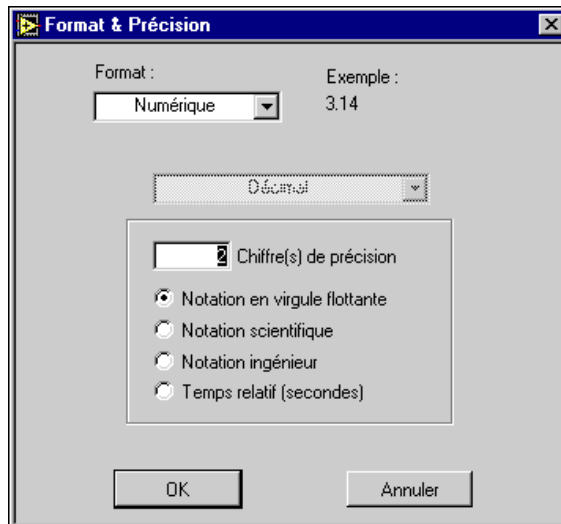 Format & Précision
Format :
Exemple :
Numérique
3.14
Décimal
2 Chiffre(s) de précision
Notation en virgule flottante
Notation scientifique
Notation ingénieur
Temps relatif (secondes)
OK
Annuler